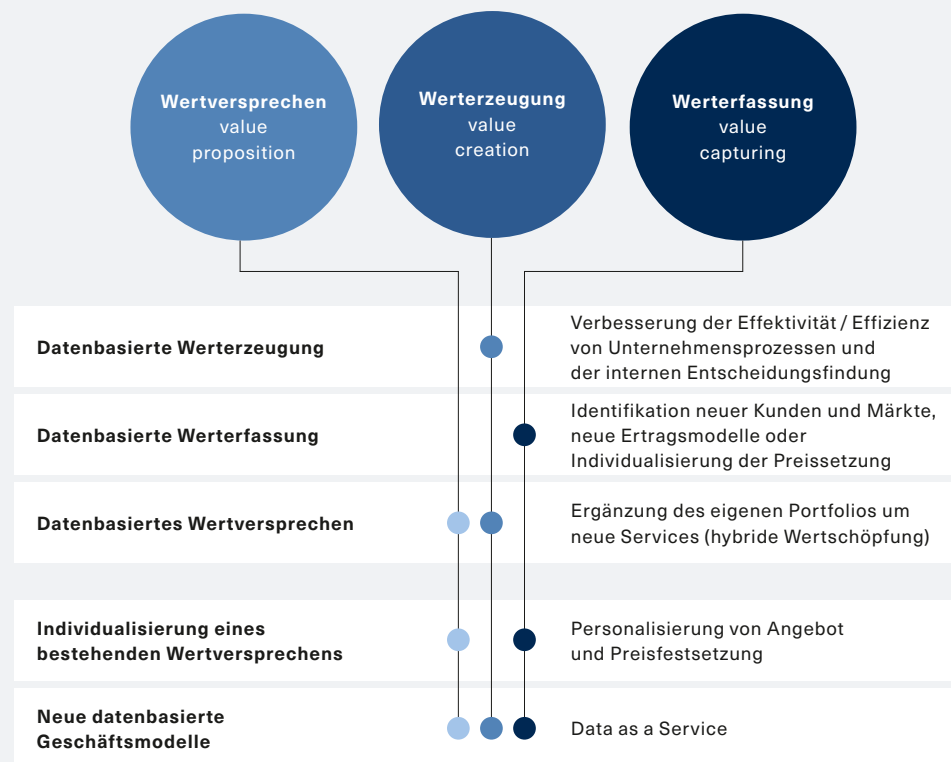 Wertversprechen
value
proposition
Werterzeugung
value
creation
Werterfassung
value
capturing
Datenbasierte Werterzeugung
Verbesserung der Effektivität / Effizienz
von Unternehmensprozessen und
der internen Entscheidungsfindung
Datenbasierte Werterfassung
Identifikation neuer Kunden und Märkte,
neue Ertragsmodelle oder
Individualisierung der Preissetzung
Datenbasiertes Wertversprechen
Ergänzung des eigenen Portfolios um
neue Services (hybride Wertschöpfung)
Individualisierung eines
bestehenden Wertversprechens
Personalisierung von Angebot
und Preisfestsetzung
Neue datenbasierte
Geschäftsmodelle
Data as a Service